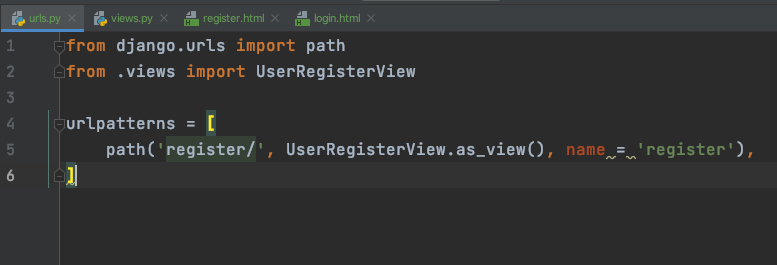 urls.py views.py register.html login.html
1 from django.urls import path
2 from .views import UserRegisterView
3
4 urlpatterns = [
5     path('register/', UserRegisterView.as_view(), name = 'register'),
6 ]